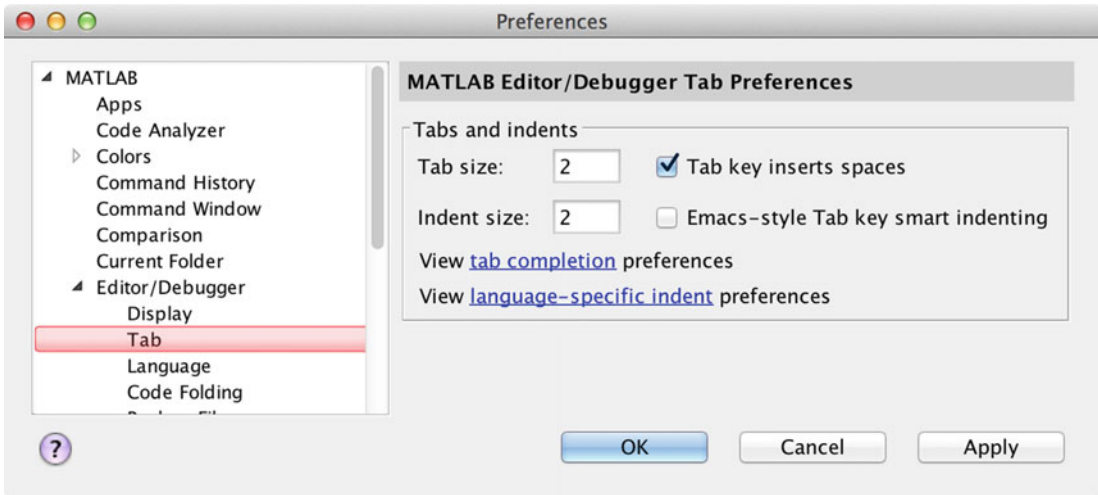 Preferences
MATLAB
Apps
Code Analyzer
Colors
Command History
Command Window
Comparison
Current Folder
Editor/Debugger
Display
Tab
Language
Code Folding
MATLAB Editor/Debugger Tab Preferences
Tabs and indents
Tab size: 2 Tab key inserts spaces
Indent size: 2 Emacs-style Tab key smart indenting
View tab completion preferences
View language-specific indent preferences
? OK Cancel Apply